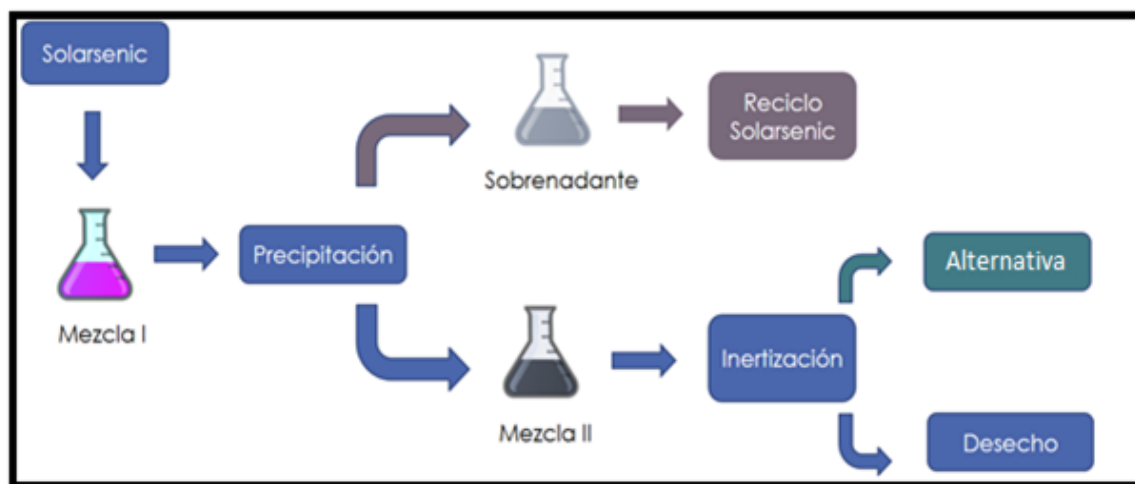 Solarsenic
Mezcla I
Precipitación
Sobrenadante
Reciclo
Solarsenic
Mezcla II
Inertización
Alternativa
Desecho